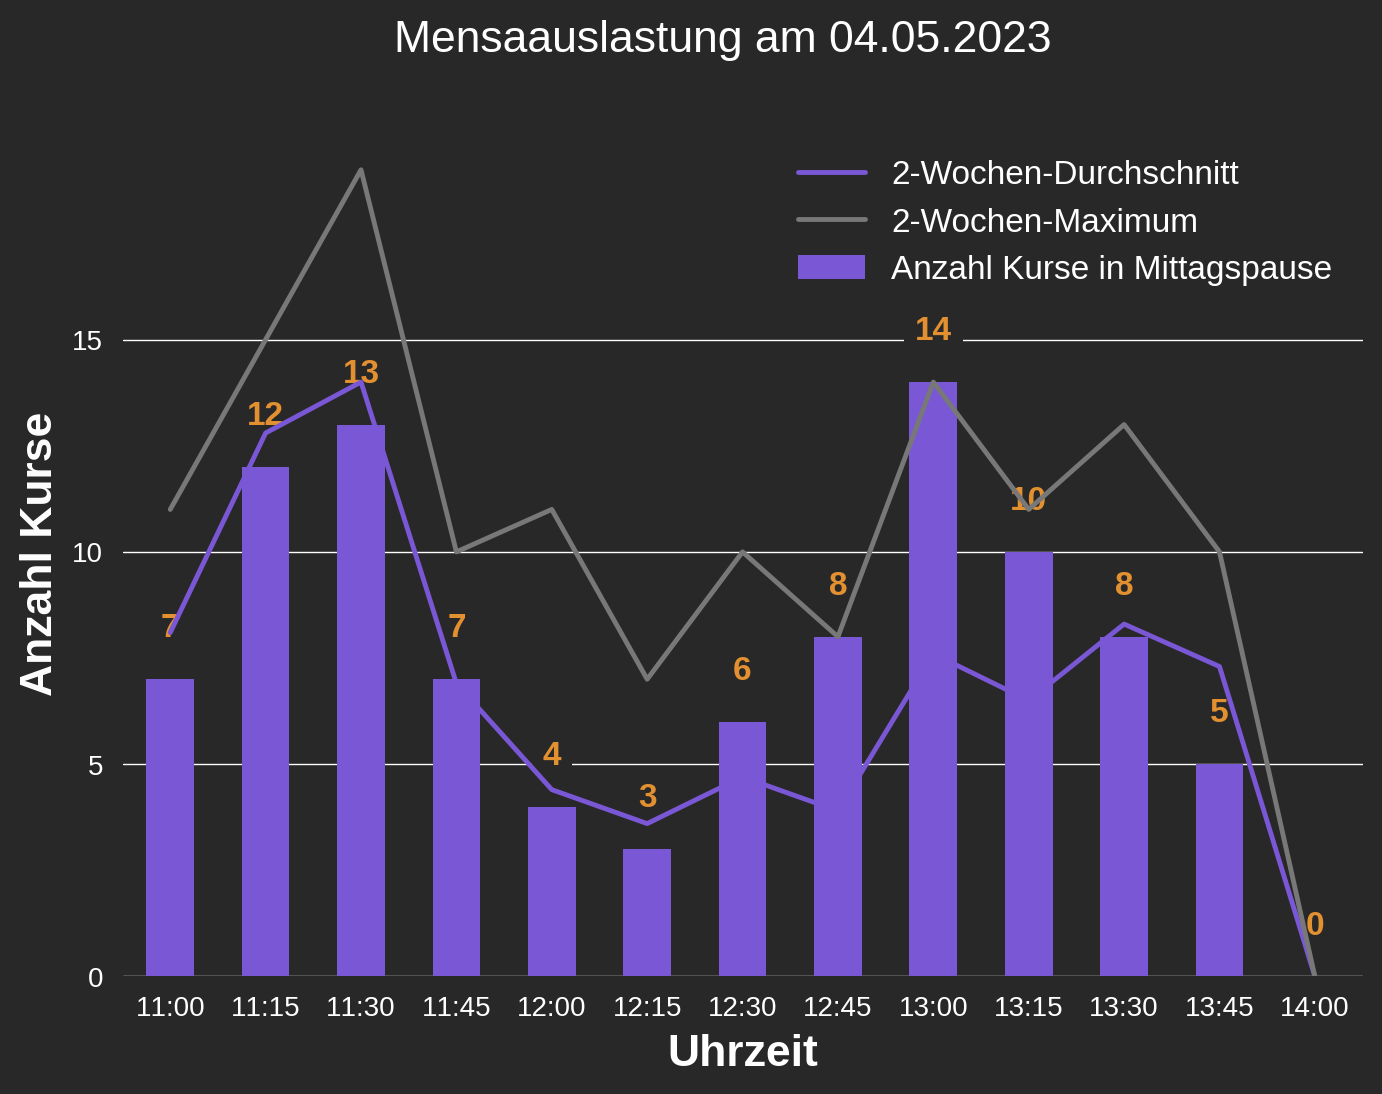 Mensaauslastung am 04.05.2023
2-Wochen-Durchschnitt
2-Wochen-Maximum
Anzahl Kurse in Mittagspause
Anzahl Kurse
15
10
5
0
7
12
13
7
4
3
6
8
14
10
8
5
0
11:00 11:15 11:30 11:45 12:00 12:15 12:30 12:45 13:00 13:15 13:30 13:45 14:00
Uhrzeit